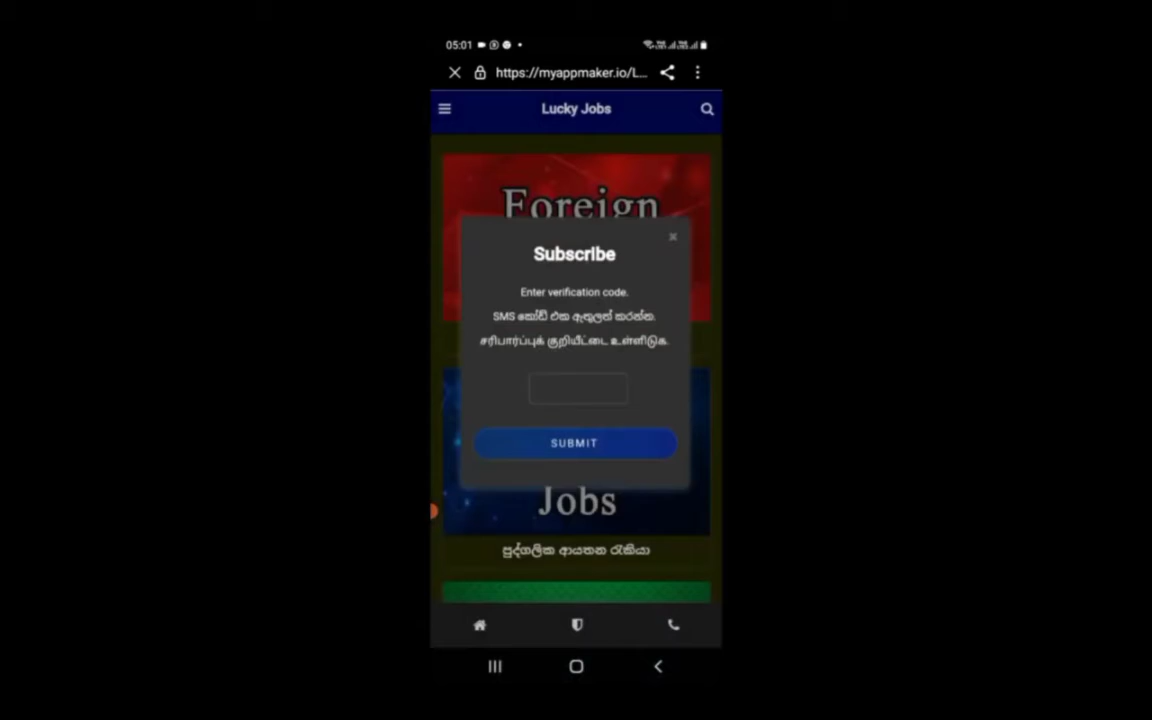 05:01
https://myappmaker.io/L...
Lucky Jobs
Foreign
Subscribe
Enter verification code.
SMS කෝඩ් එක ඇතුලත් කරන්න.
சரிபார்ப்புக் குறியீட்டை உள்ளிடுக.
SUBMIT
Jobs
පුද්ගලික ආයතන රැකියා